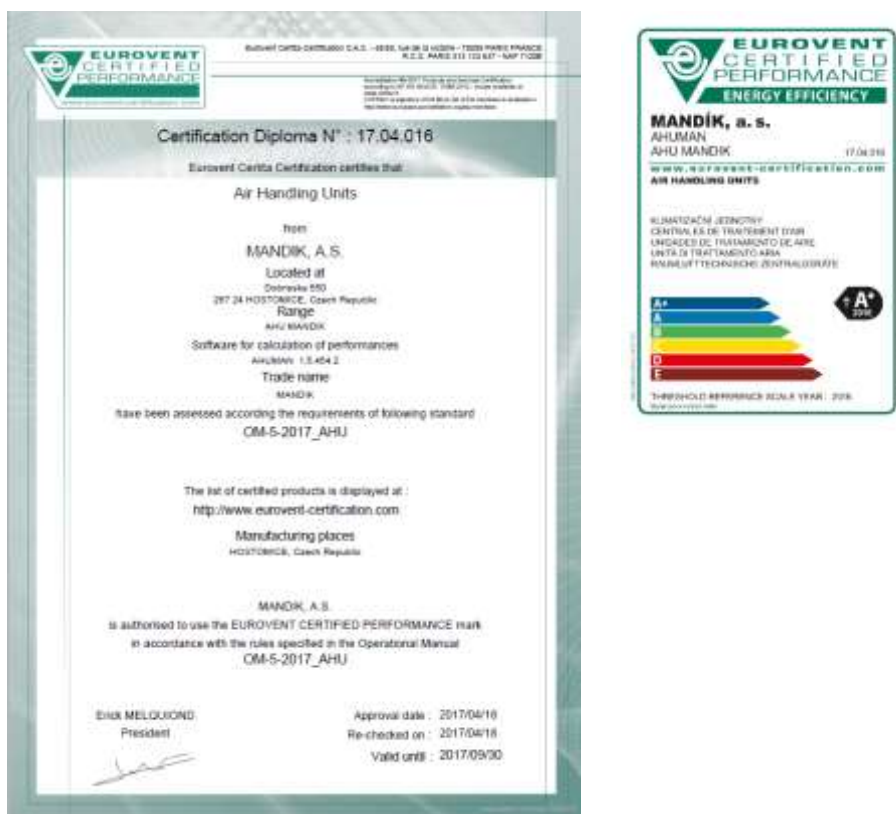 EUROVENT
CERTIFIED
PERFORMANCE
www.eurovent-certification.com
Certification Diploma N° : 17.04.016
Eurovent Certita Certification certifies that
Air Handling Units
from
MANDIK, A.S.
Located at
Dobriska 550
267 24 HOSTOMICE, Czech Republic
Range
AHU MANDIK
Software for calculation of performances
AHUMAN
Trade name
MANDIK
have been assessed according the requirements of following standard
OM-5-2017_AHU
The list of certified products is displayed at :
http://www.eurovent-certification.com
Manufacturing places
HOSTOMICE, Czech Republic
MANDIK, A.S.
is authorised to use the EUROVENT CERTIFIED PERFORMANCE mark
in accordance with the rules specified in the Operational Manual
OM-5-2017_AHU
Erick MELQUIOND
President
Approval date : 2017/04/18
Re-checked on : 2017/04/18
Valid until : 2017/09/30
EUROVENT
CERTIFIED
PERFORMANCE
ENERGY EFFICIENCY
MANDÍK, a. s.
AHUMAN
AHU MANDIK 17.04.016
www.eurovent-certification.com
AIR HANDLING UNITS
KLIMATIZAČNÍ JEDNOTKY
CENTRALES DE TRAITEMENT D'AIR
UNIDADES DE TRATAMIENTO DE AIRE
UNITÀ DI TRATTAMENTO ARIA
RAUMLUFTTECHNISCHE ZENTRALGERÄTE
A+
A
B
C
D
E
A+
2016
THRESHOLD REFERENCE SCALE YEAR : 2016